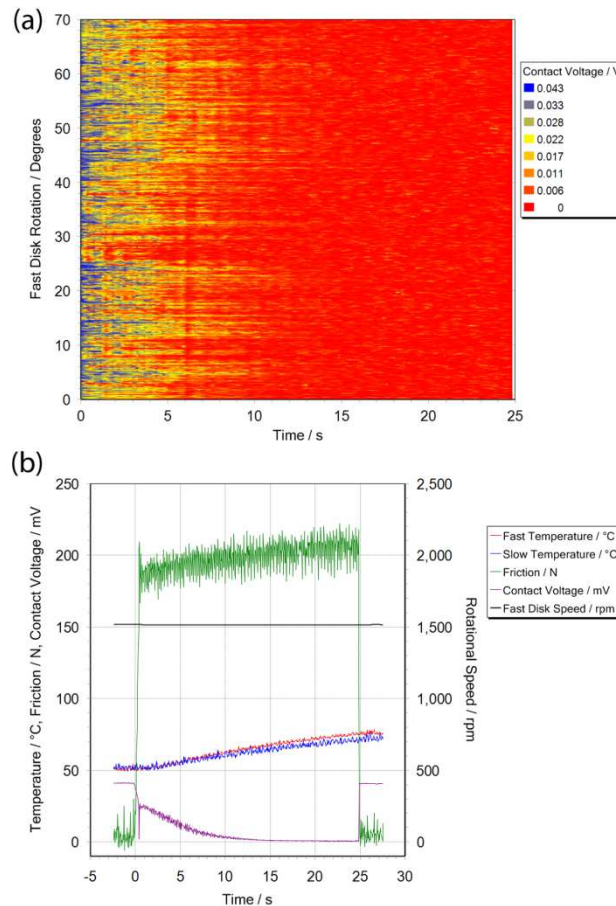 (a)
Fast Disk Rotation / Degrees
70
60
50
40
30
20
10
0
0 5 10 15 20 25
Time / s
Contact Voltage / V
0.043
0.033
0.028
0.022
0.017
0.011
0.006
0
(b)
Temperature / °C, Friction / N, Contact Voltage / mV
250
200
150
100
50
0
2,500
2,000
1,500
1,000
500
0
Rotational Speed / rpm
-5 0 5 10 15 20 25 30
Time / s
Fast Temperature / °C
Slow Temperature / °C
Friction / N
Contact Voltage / mV
Fast Disk Speed / rpm